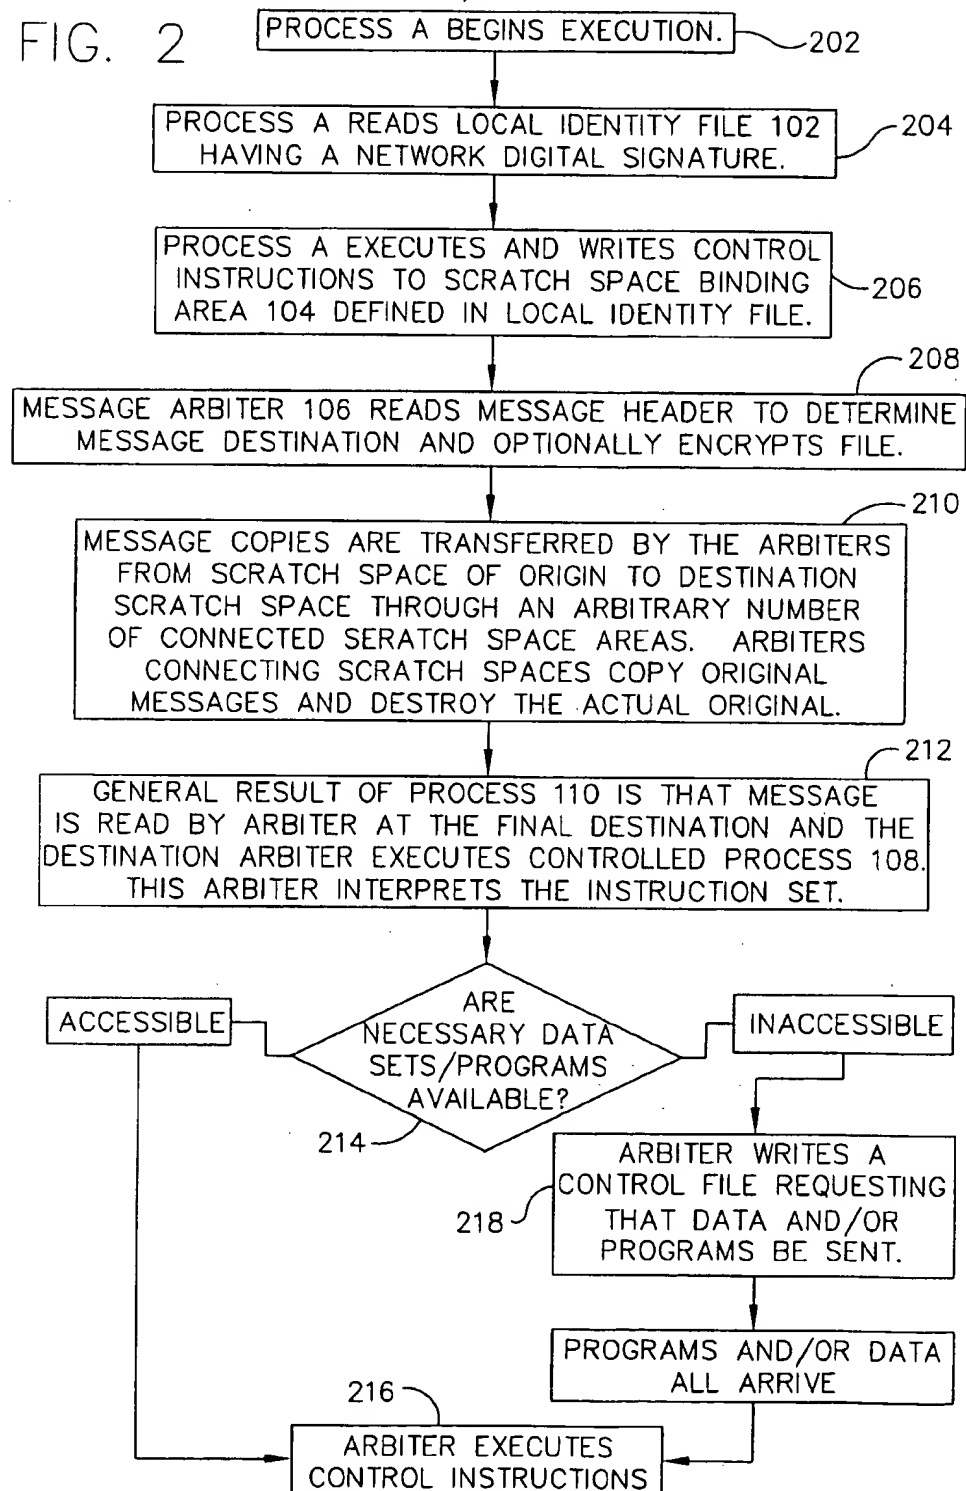 FIG. 2
PROCESS A BEGINS EXECUTION.
202
PROCESS A READS LOCAL IDENTITY FILE 102
HAVING A NETWORK DIGITAL SIGNATURE.
204
PROCESS A EXECUTES AND WRITES CONTROL
INSTRUCTIONS TO SCRATCH SPACE BINDING
AREA 104 DEFINED IN LOCAL IDENTITY FILE.
206
208
MESSAGE ARBITER 106 READS MESSAGE HEADER TO DETERMINE
MESSAGE DESTINATION AND OPTIONALLY ENCRYPTS FILE.
210
MESSAGE COPIES ARE TRANSFERRED BY THE ARBITERS
FROM SCRATCH SPACE OF ORIGIN TO DESTINATION
SCRATCH SPACE THROUGH AN ARBITRARY NUMBER
OF CONNECTED SERATCH SPACE AREAS. ARBITERS
CONNECTING SCRATCH SPACES COPY ORIGINAL
MESSAGES AND DESTROY THE ACTUAL ORIGINAL.
212
GENERAL RESULT OF PROCESS 110 IS THAT MESSAGE
IS READ BY ARBITER AT THE FINAL DESTINATION AND THE
DESTINATION ARBITER EXECUTES CONTROLLED PROCESS 108.
THIS ARBITER INTERPRETS THE INSTRUCTION SET.
ARE
NECESSARY DATA
SETS/PROGRAMS
AVAILABLE?
214
ACCESSIBLE
INACCESSIBLE
ARBITER WRITES A
CONTROL FILE REQUESTING
THAT DATA AND/OR
PROGRAMS BE SENT.
218
PROGRAMS AND/OR DATA
ALL ARRIVE
216
ARBITER EXECUTES
CONTROL INSTRUCTIONS